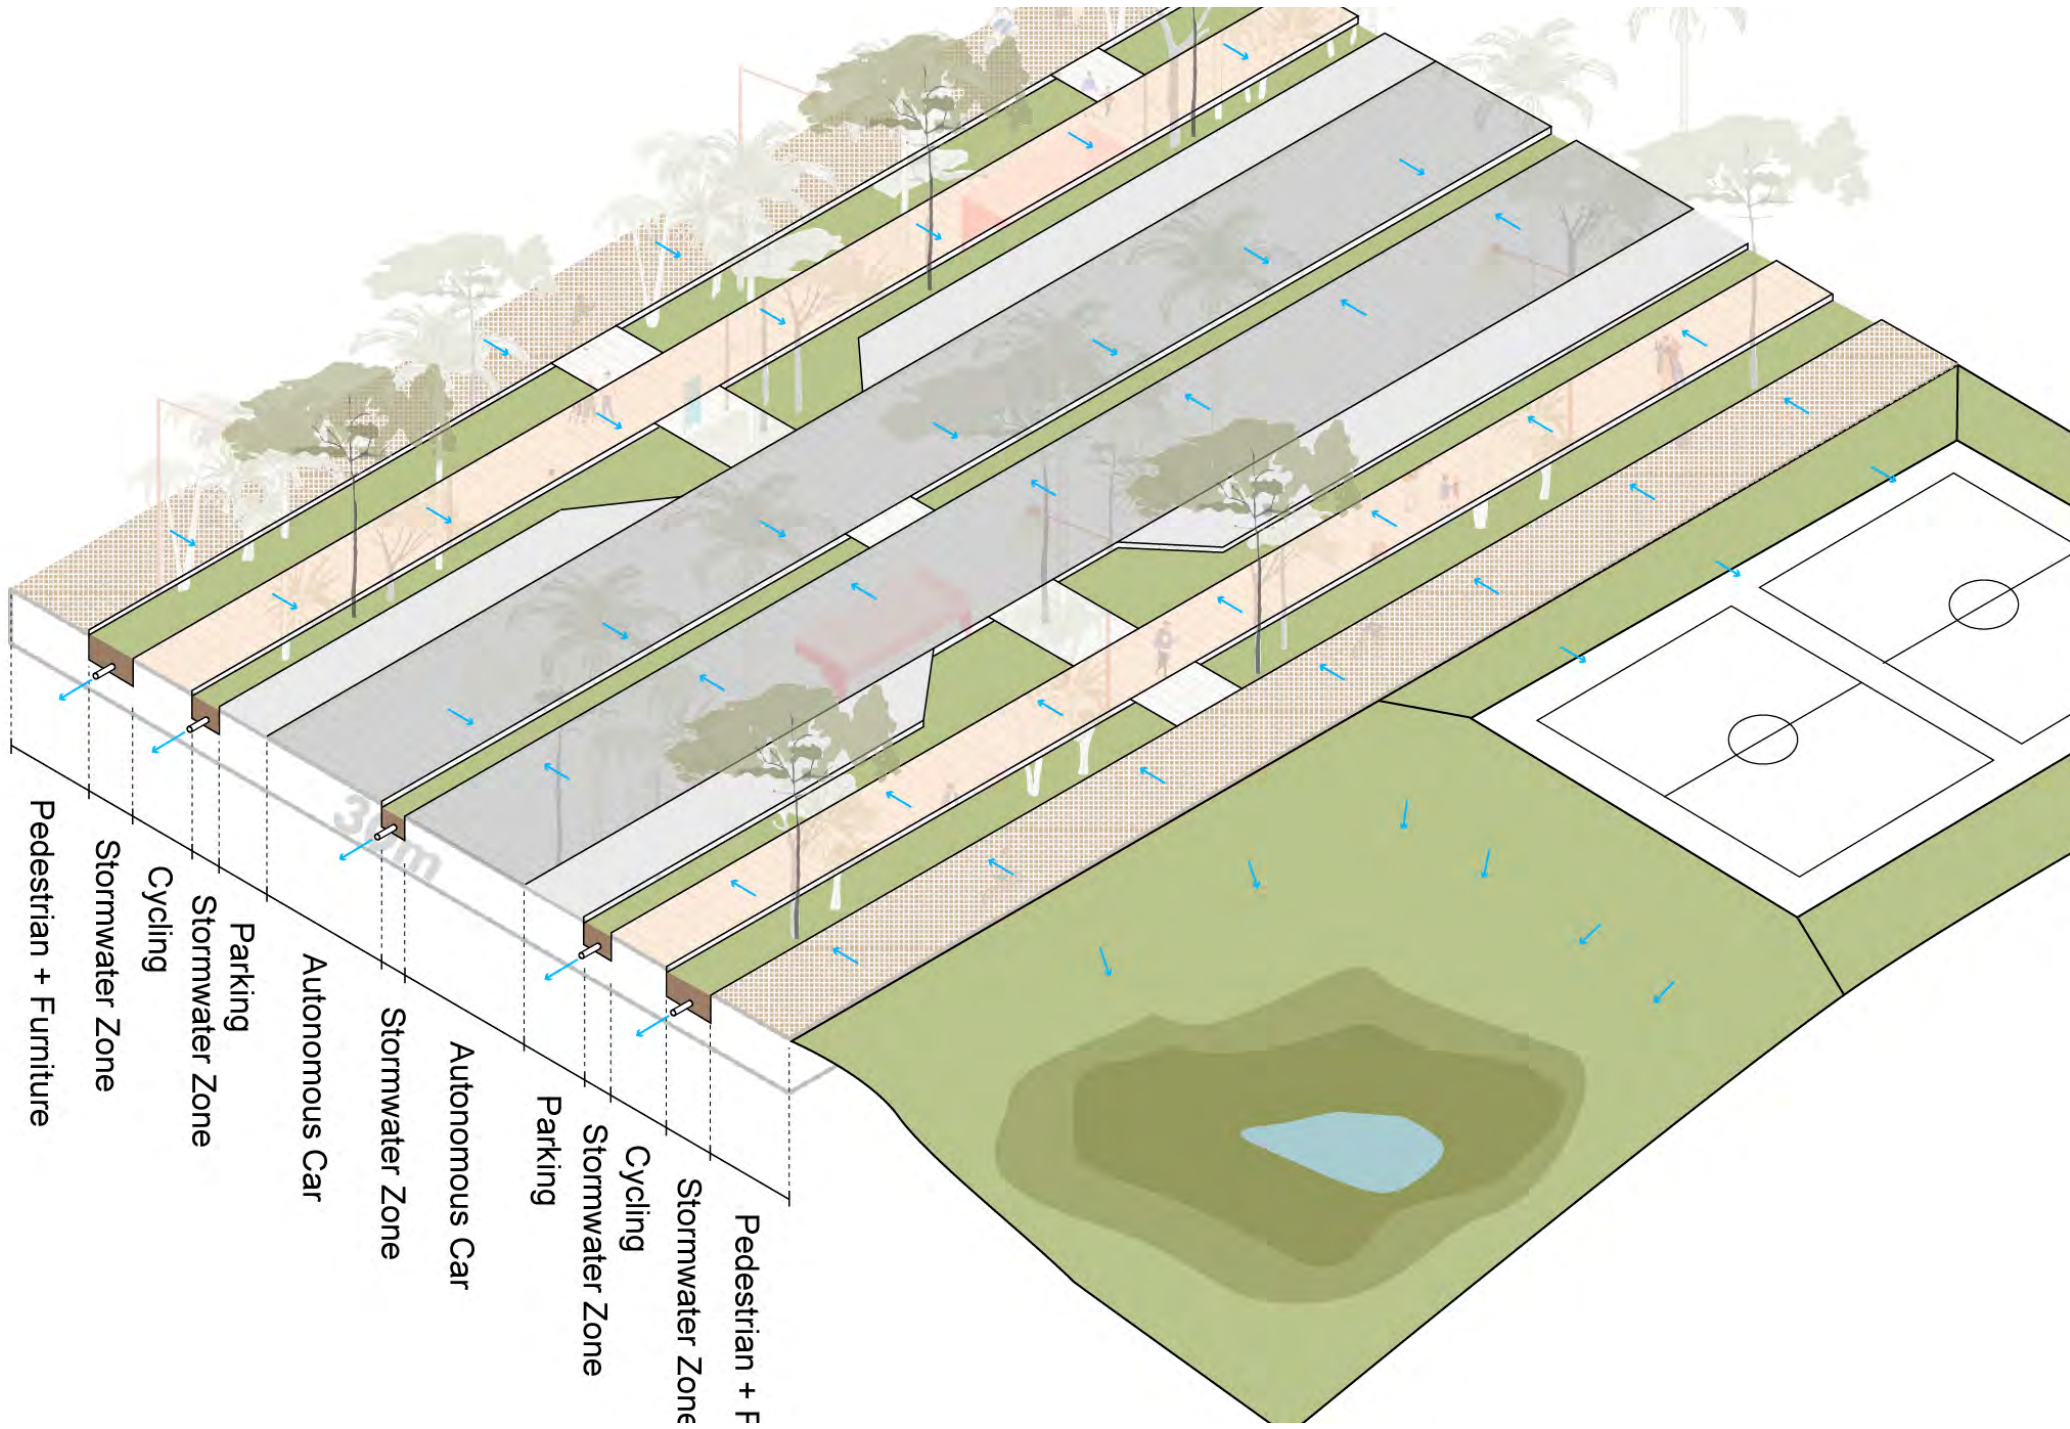 Pedestrian + Furniture
Stormwater Zone
Cycling
Stormwater Zone
Parking
Autonomous Car
Stormwater Zone
Autonomous Car
Parking
Stormwater Zone
Cycling
Stormwater Zone
Pedestrian + F